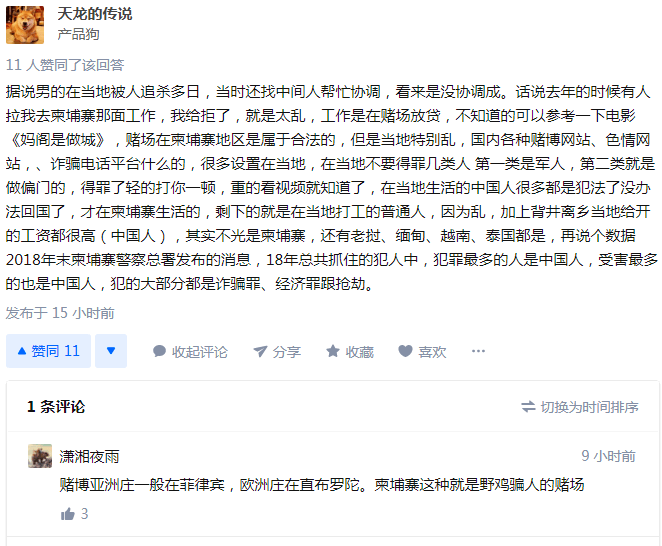 天龙的传说
产品狗
11 人赞同了该回答
据说男的在当地被人追杀多日，当时还找中间人帮忙协调，看来是没协调成。话说去年的时候有人
拉我去柬埔寨那面工作，我给拒了，就是太乱，工作是在赌场放贷，不知道的可以参考一下电影
《妈阁是做城》，赌场在柬埔寨地区是属于合法的，但是当地特别乱，国内各种赌博网站、色情网
站，、诈骗电话平台什么的，很多设置在当地，在当地不要得罪几类人 第一类是军人，第二类就是
做偏门的，得罪了轻的打你一顿，重的看视频就知道了，在当地生活的中国人很多都是犯法了没办
法回国了，才在柬埔寨生活的，剩下的就是在当地打工的普通人，因为乱，加上背井离乡当地给开
的工资都很高（中国人），其实不光是柬埔寨，还有老挝、缅甸、越南、泰国都是，再说个数据
2018年末柬埔寨警察总署发布的消息，18年总共抓住的犯人中，犯罪最多的人是中国人，受害最多
的也是中国人，犯的大部分都是诈骗罪、经济罪跟抢劫。
发布于 15 小时前
赞同 11 收起评论 分享 收藏 喜欢
1 条评论 切换为时间排序
潇湘夜雨 9 小时前
赌博亚洲庄一般在菲律宾，欧洲庄在直布罗陀。柬埔寨这种就是野鸡骗人的赌场
3